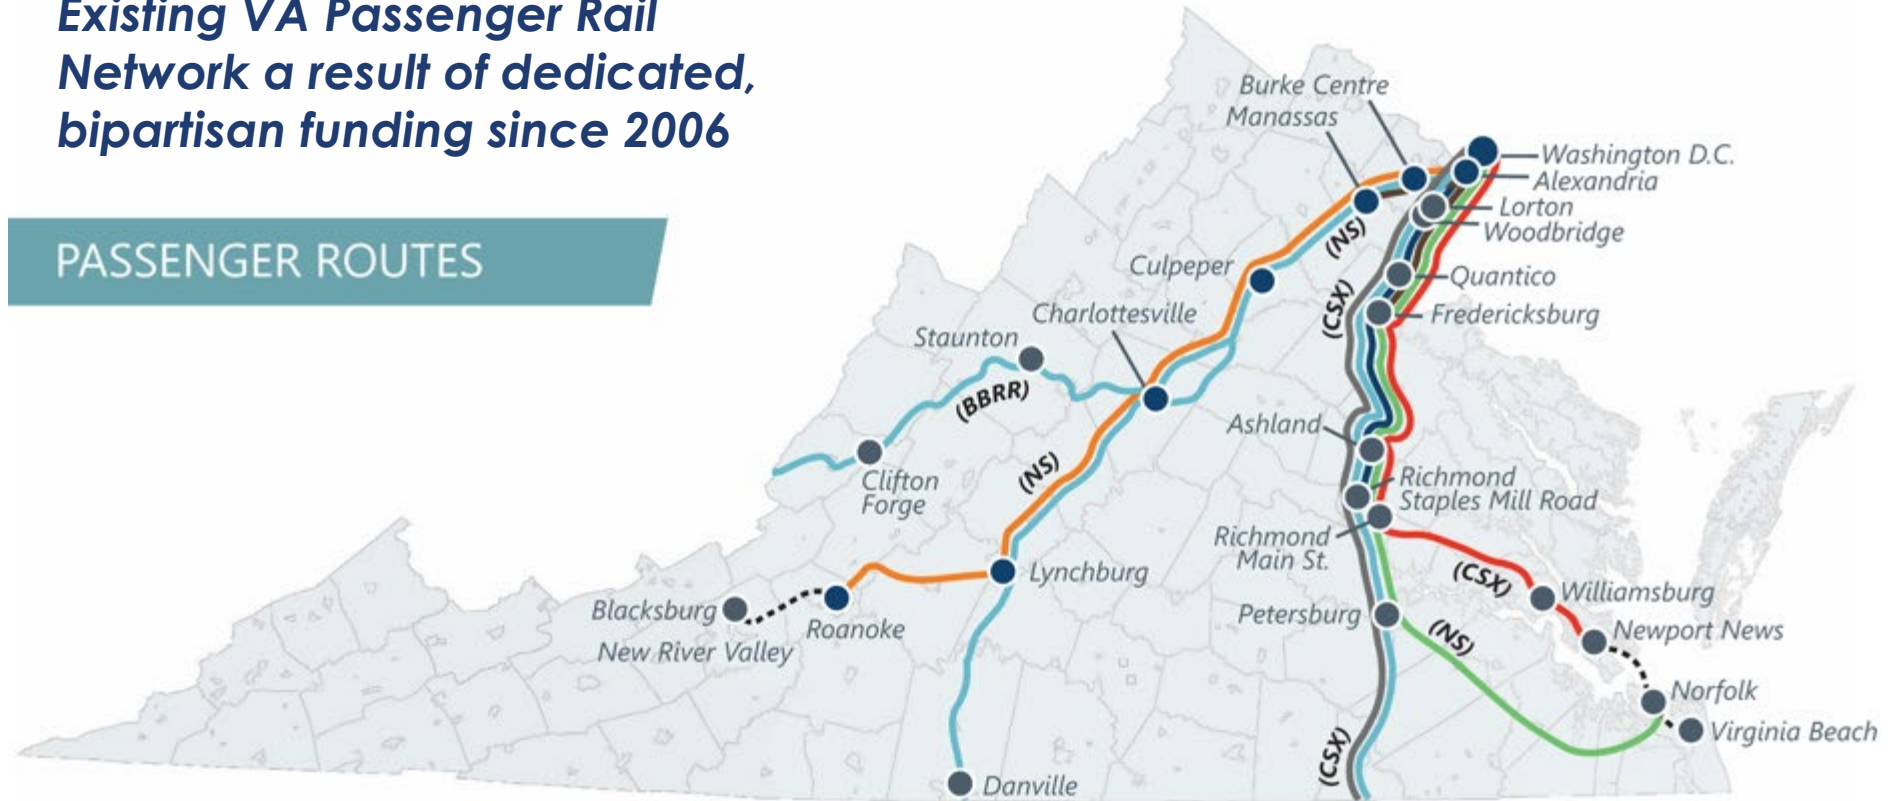 Existing VA Passenger Rail
Network a result of dedicated,
bipartisan funding since 2006
PASSENGER ROUTES
Burke Centre
Manassas
Washington D.C.
Alexandria
Lorton
Woodbridge
(NS)
Culpeper
Quantico
Charlottesville
(CSX)
Fredericksburg
Staunton
(BBRR)
Ashland
Clifton
Forge
(NS)
Richmond
Staples Mill Road
Richmond
Main St.
Lynchburg
(CSX)
Williamsburg
Blacksburg
Roanoke
Petersburg
(NS)
Newport News
New River Valley
Norfolk
Virginia Beach
(CSX)
Danville